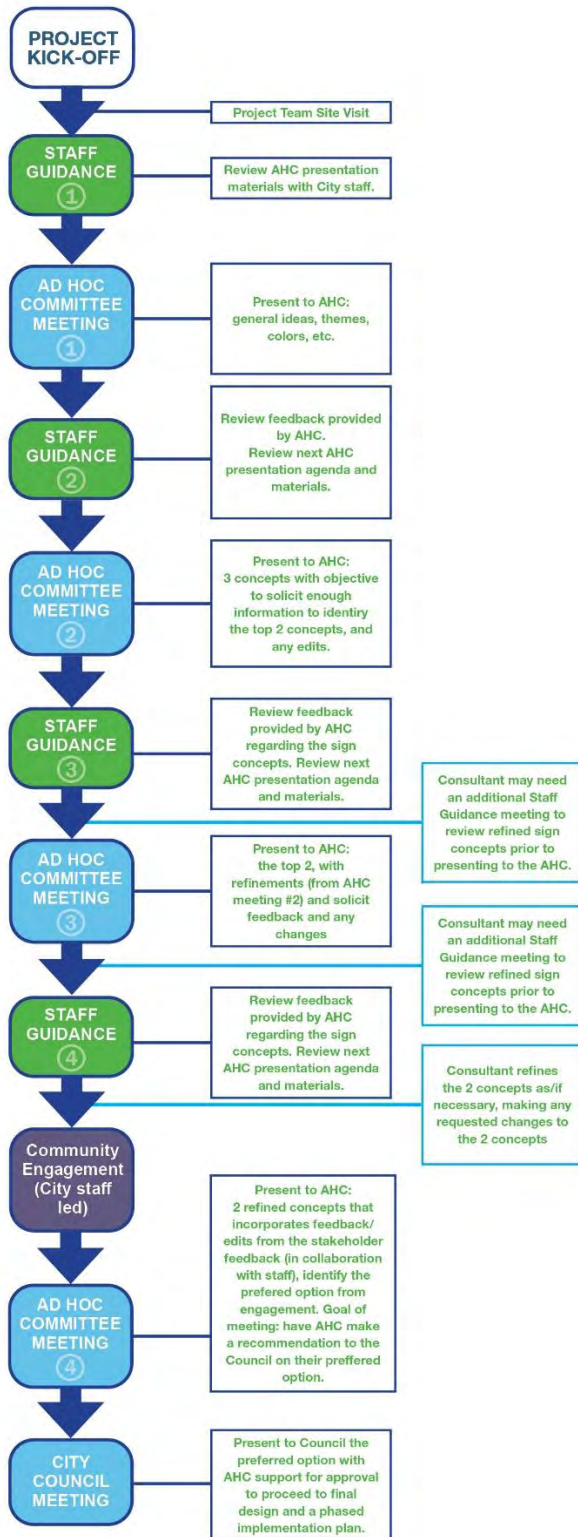 PROJECT
KICK-OFF
Project Team Site Visit
STAFF
GUIDANCE
1
Review AHC presentation
materials with City staff.
AD HOC
COMMITTEE
MEETING
1
Present to AHC:
general ideas, themes,
colors, etc.
STAFF
GUIDANCE
2
Review feedback provided
by AHC.
Review next AHC
presentation agenda and
materials.
AD HOC
COMMITTEE
MEETING
2
Present to AHC:
3 concepts with objective
to solicit enough
information to identiry
the top 2 concepts, and
any edits.
STAFF
GUIDANCE
3
Review feedback
provided by AHC
regarding the sign
concepts. Review next
AHC presentation agenda
and materials.
Consultant may need
an additional Staff
Guidance meeting to
review refined sign
concepts prior to
presenting to the AHC.
AD HOC
COMMITTEE
MEETING
3
Present to AHC:
the top 2, with
refinements (from AHC
meeting #2) and solicit
feedback and any
changes
Consultant may need
an additional Staff
Guidance meeting to
review refined sign
concepts prior to
presenting to the AHC.
STAFF
GUIDANCE
4
Review feedback
provided by AHC
regarding the sign
concepts. Review next
AHC presentation agenda
and materials.
Consultant refines
the 2 concepts as/if
necessary, making any
requested changes to
the 2 concepts
Community
Engagement
(City staff
led)
AD HOC
COMMITTEE
MEETING
4
Present to AHC:
2 refined concepts that
incorporates feedback/
edits from the stakeholder
feedback (in collaboration
with staff), identify the
prefered option from
engagement. Goal of
meeting: have AHC make
a recommendation to the
Council on their preffered
option.
CITY
COUNCIL
MEETING
Present to Council the
preferred option with
AHC support for approval
to proceed to final
design and a phased
implementation plan.